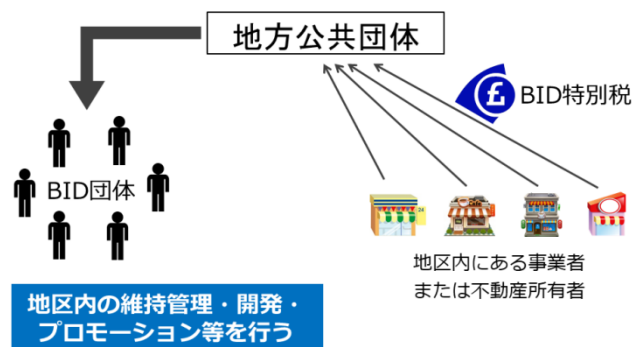 地方公共団体
£
BID特別税
BID団体
地区内にある事業者
または不動産所有者
地区内の維持管理・開発・
プロモーション等を行う